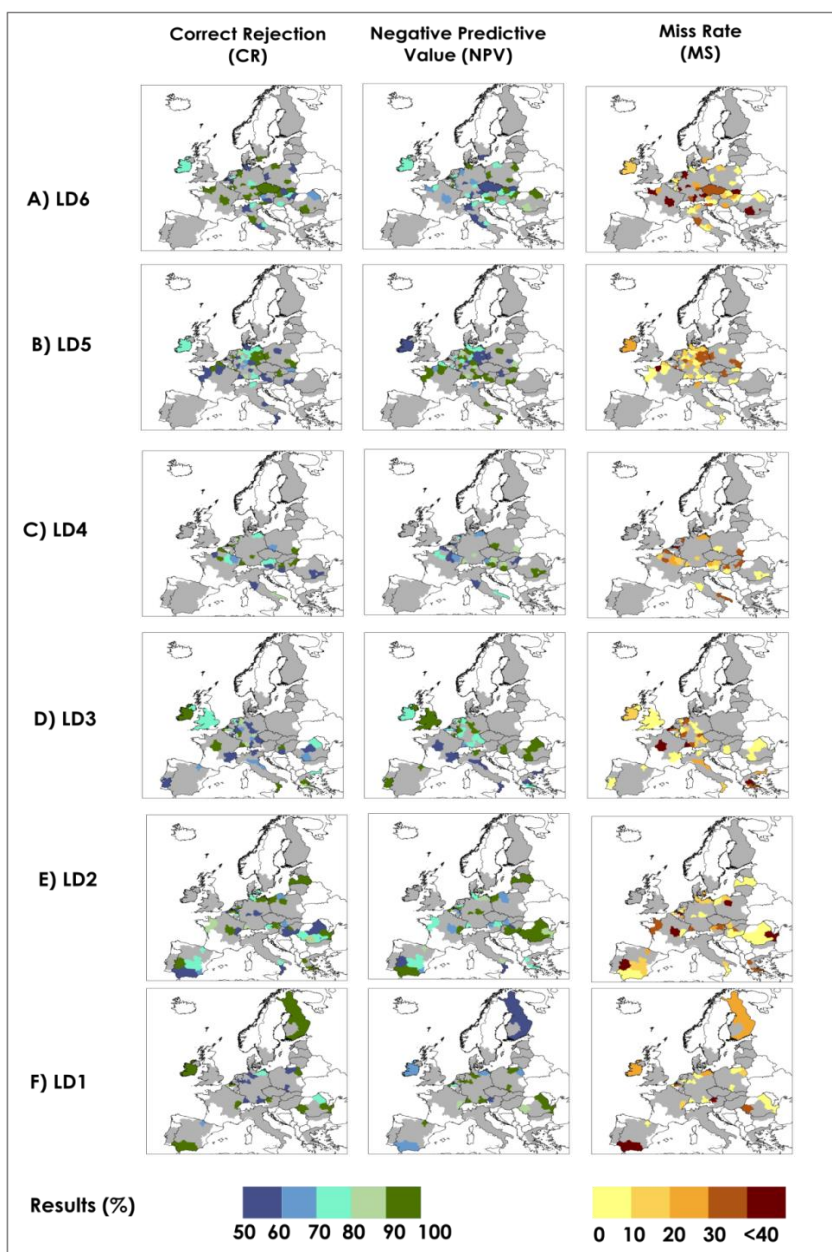 Correct Rejection
(CR)
Negative Predictive
Value (NPV)
Miss Rate
(MS)
A) LD6
B) LD5
C) LD4
D) LD3
E) LD2
F) LD1
Results (%)
50 60 70 80 90 100
0 10 20 30 <40